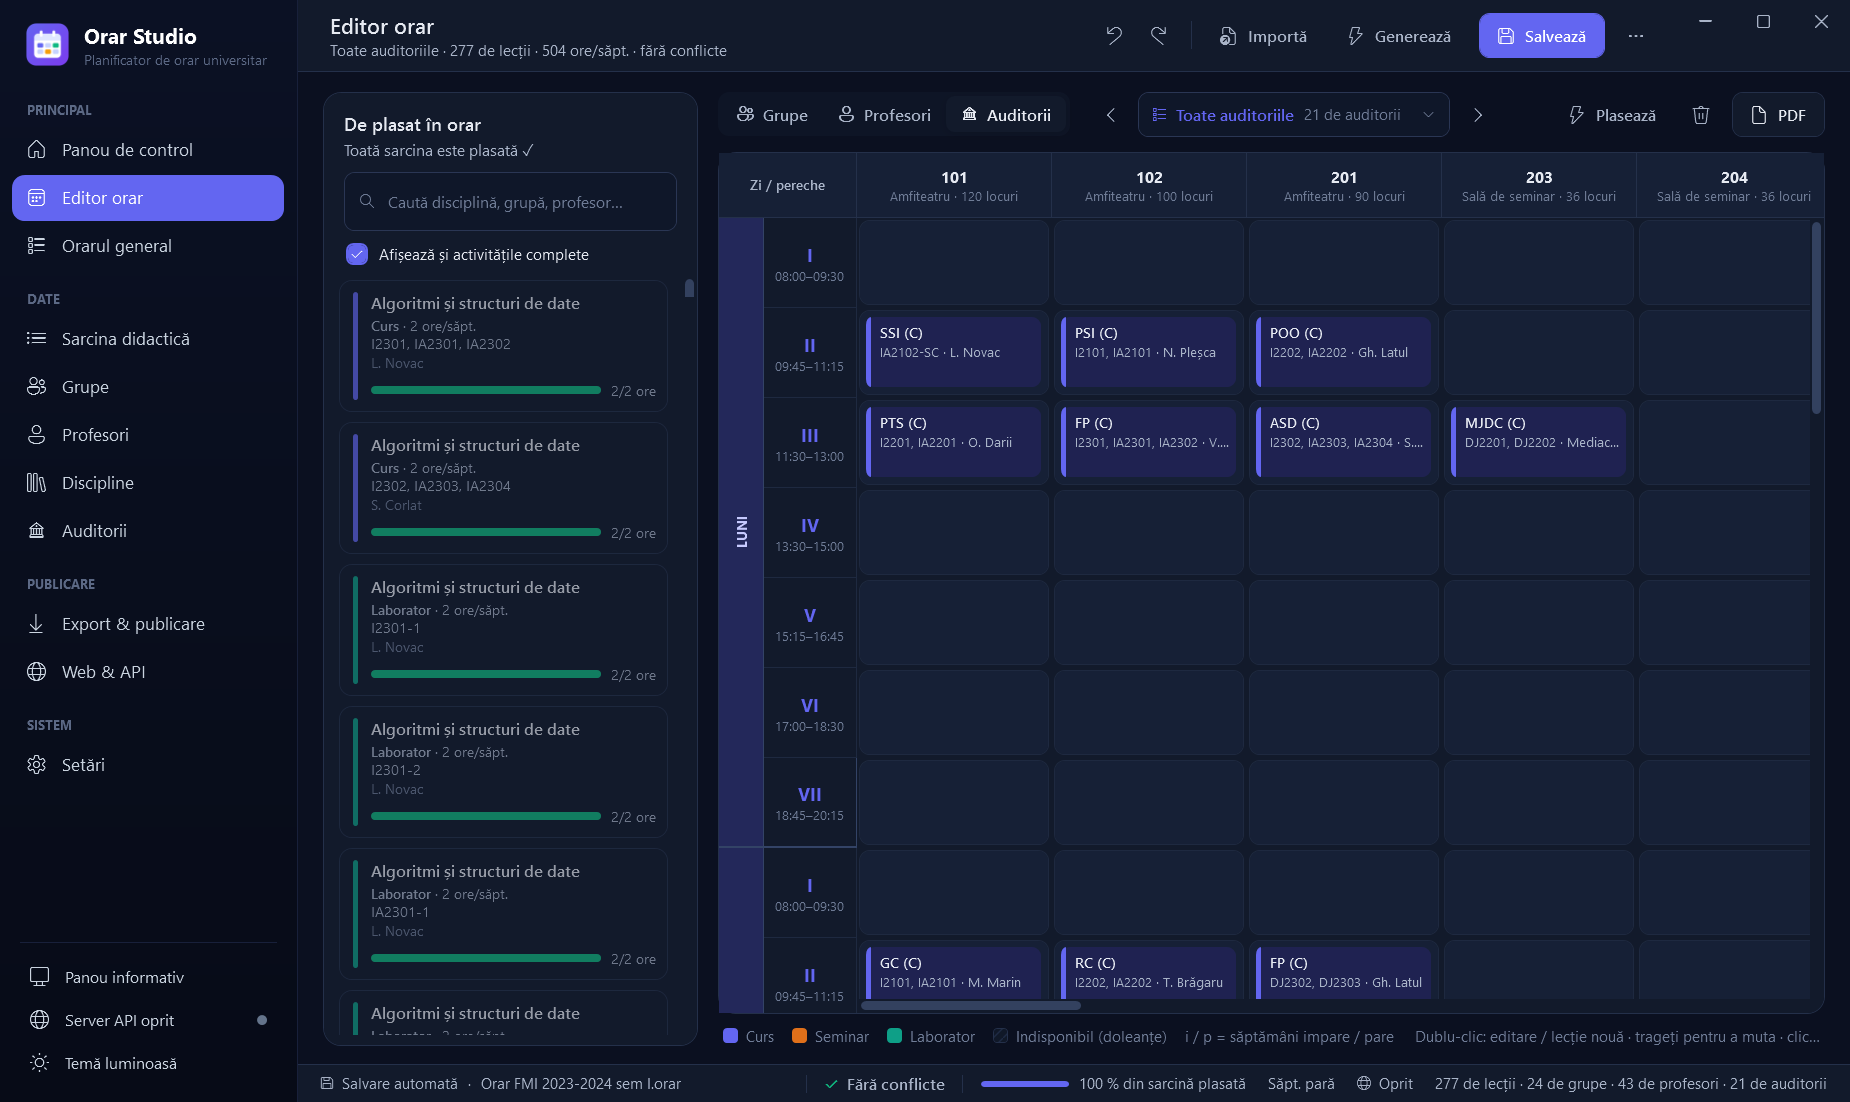 Orar Studio
Planificator de orar universitar
PRINCIPAL
Panou de control
Editor orar
Orarul general
DATE
Sarcina didactică
Grupe
Profesori
Discipline
Auditorii
PUBLICARE
Export & publicare
Web & API
SISTEM
Setări
Panou informativ
Server API oprit
Temă luminoasă
Editor orar
Toate auditoriile · 277 de lecții · 504 ore/săpt. · fără conflicte
Importă
Generează
Salvează
De plasat în orar
Toată sarcina este plasată ✓
Caută disciplină, grupă, profesor...
Afișează și activitățile complete
Algoritmi și structuri de date
Curs · 2 ore/săpt.
I2301, IA2301, IA2302
L. Novac
2/2 ore
Algoritmi și structuri de date
Curs · 2 ore/săpt.
I2302, IA2303, IA2304
S. Corlat
2/2 ore
Algoritmi și structuri de date
Laborator · 2 ore/săpt.
I2301-1
L. Novac
2/2 ore
Algoritmi și structuri de date
Laborator · 2 ore/săpt.
I2301-2
L. Novac
2/2 ore
Algoritmi și structuri de date
Laborator · 2 ore/săpt.
IA2301-1
L. Novac
2/2 ore
Algoritmi și structuri de date
Laborator · 2 ore/săpt.
Grupe
Profesori
Auditorii
Toate auditoriile 21 de auditorii
Plasează
PDF
Zi / pereche
101
Amfiteatru · 120 locuri
102
Amfiteatru · 100 locuri
201
Amfiteatru · 90 locuri
203
Sală de seminar · 36 locuri
204
Sală de seminar · 36 locuri
LUNI
I
08:00–09:30
II
09:45–11:15
SSI (C)
IA2102-SC · L. Novac
PSI (C)
I2101, IA2101 · N. Pleșca
POO (C)
I2202, IA2202 · Gh. Latul
III
11:30–13:00
PTS (C)
I2201, IA2201 · O. Darii
FP (C)
I2301, IA2301, IA2302 · V....
ASD (C)
I2302, IA2303, IA2304 · S....
MJDC (C)
DJ2201, DJ2202 · Mediac...
IV
13:30–15:00
V
15:15–16:45
VI
17:00–18:30
VII
18:45–20:15
I
08:00–09:30
II
09:45–11:15
GC (C)
I2101, IA2101 · M. Marin
RC (C)
I2202, IA2202 · T. Brăgaru
FP (C)
DJ2302, DJ2303 · Gh. Latul
Curs
Seminar
Laborator
Indisponibil (doleanțe)
i / p = săptămâni impare / pare
Dublu-clic: editare / lecție nouă · trageți pentru a muta · clic...
Salvare automată · Orar FMI 2023-2024 sem I.orar
Fără conflicte
100 % din sarcină plasată
Săpt. pară
Oprit
277 de lecții · 24 de grupe · 43 de profesori · 21 de auditorii